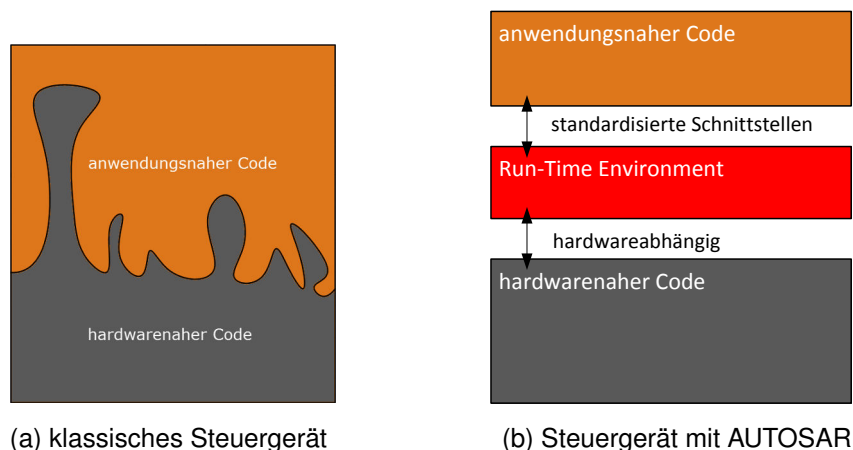 anwendungsnaher Code
hardwarenaher Code
(a) klassisches Steuergerät
anwendungsnaher Code
standardisierte Schnittstellen
Run-Time Environment
hardwareabhängig
hardwarenaher Code
(b) Steuergerät mit AUTOSAR